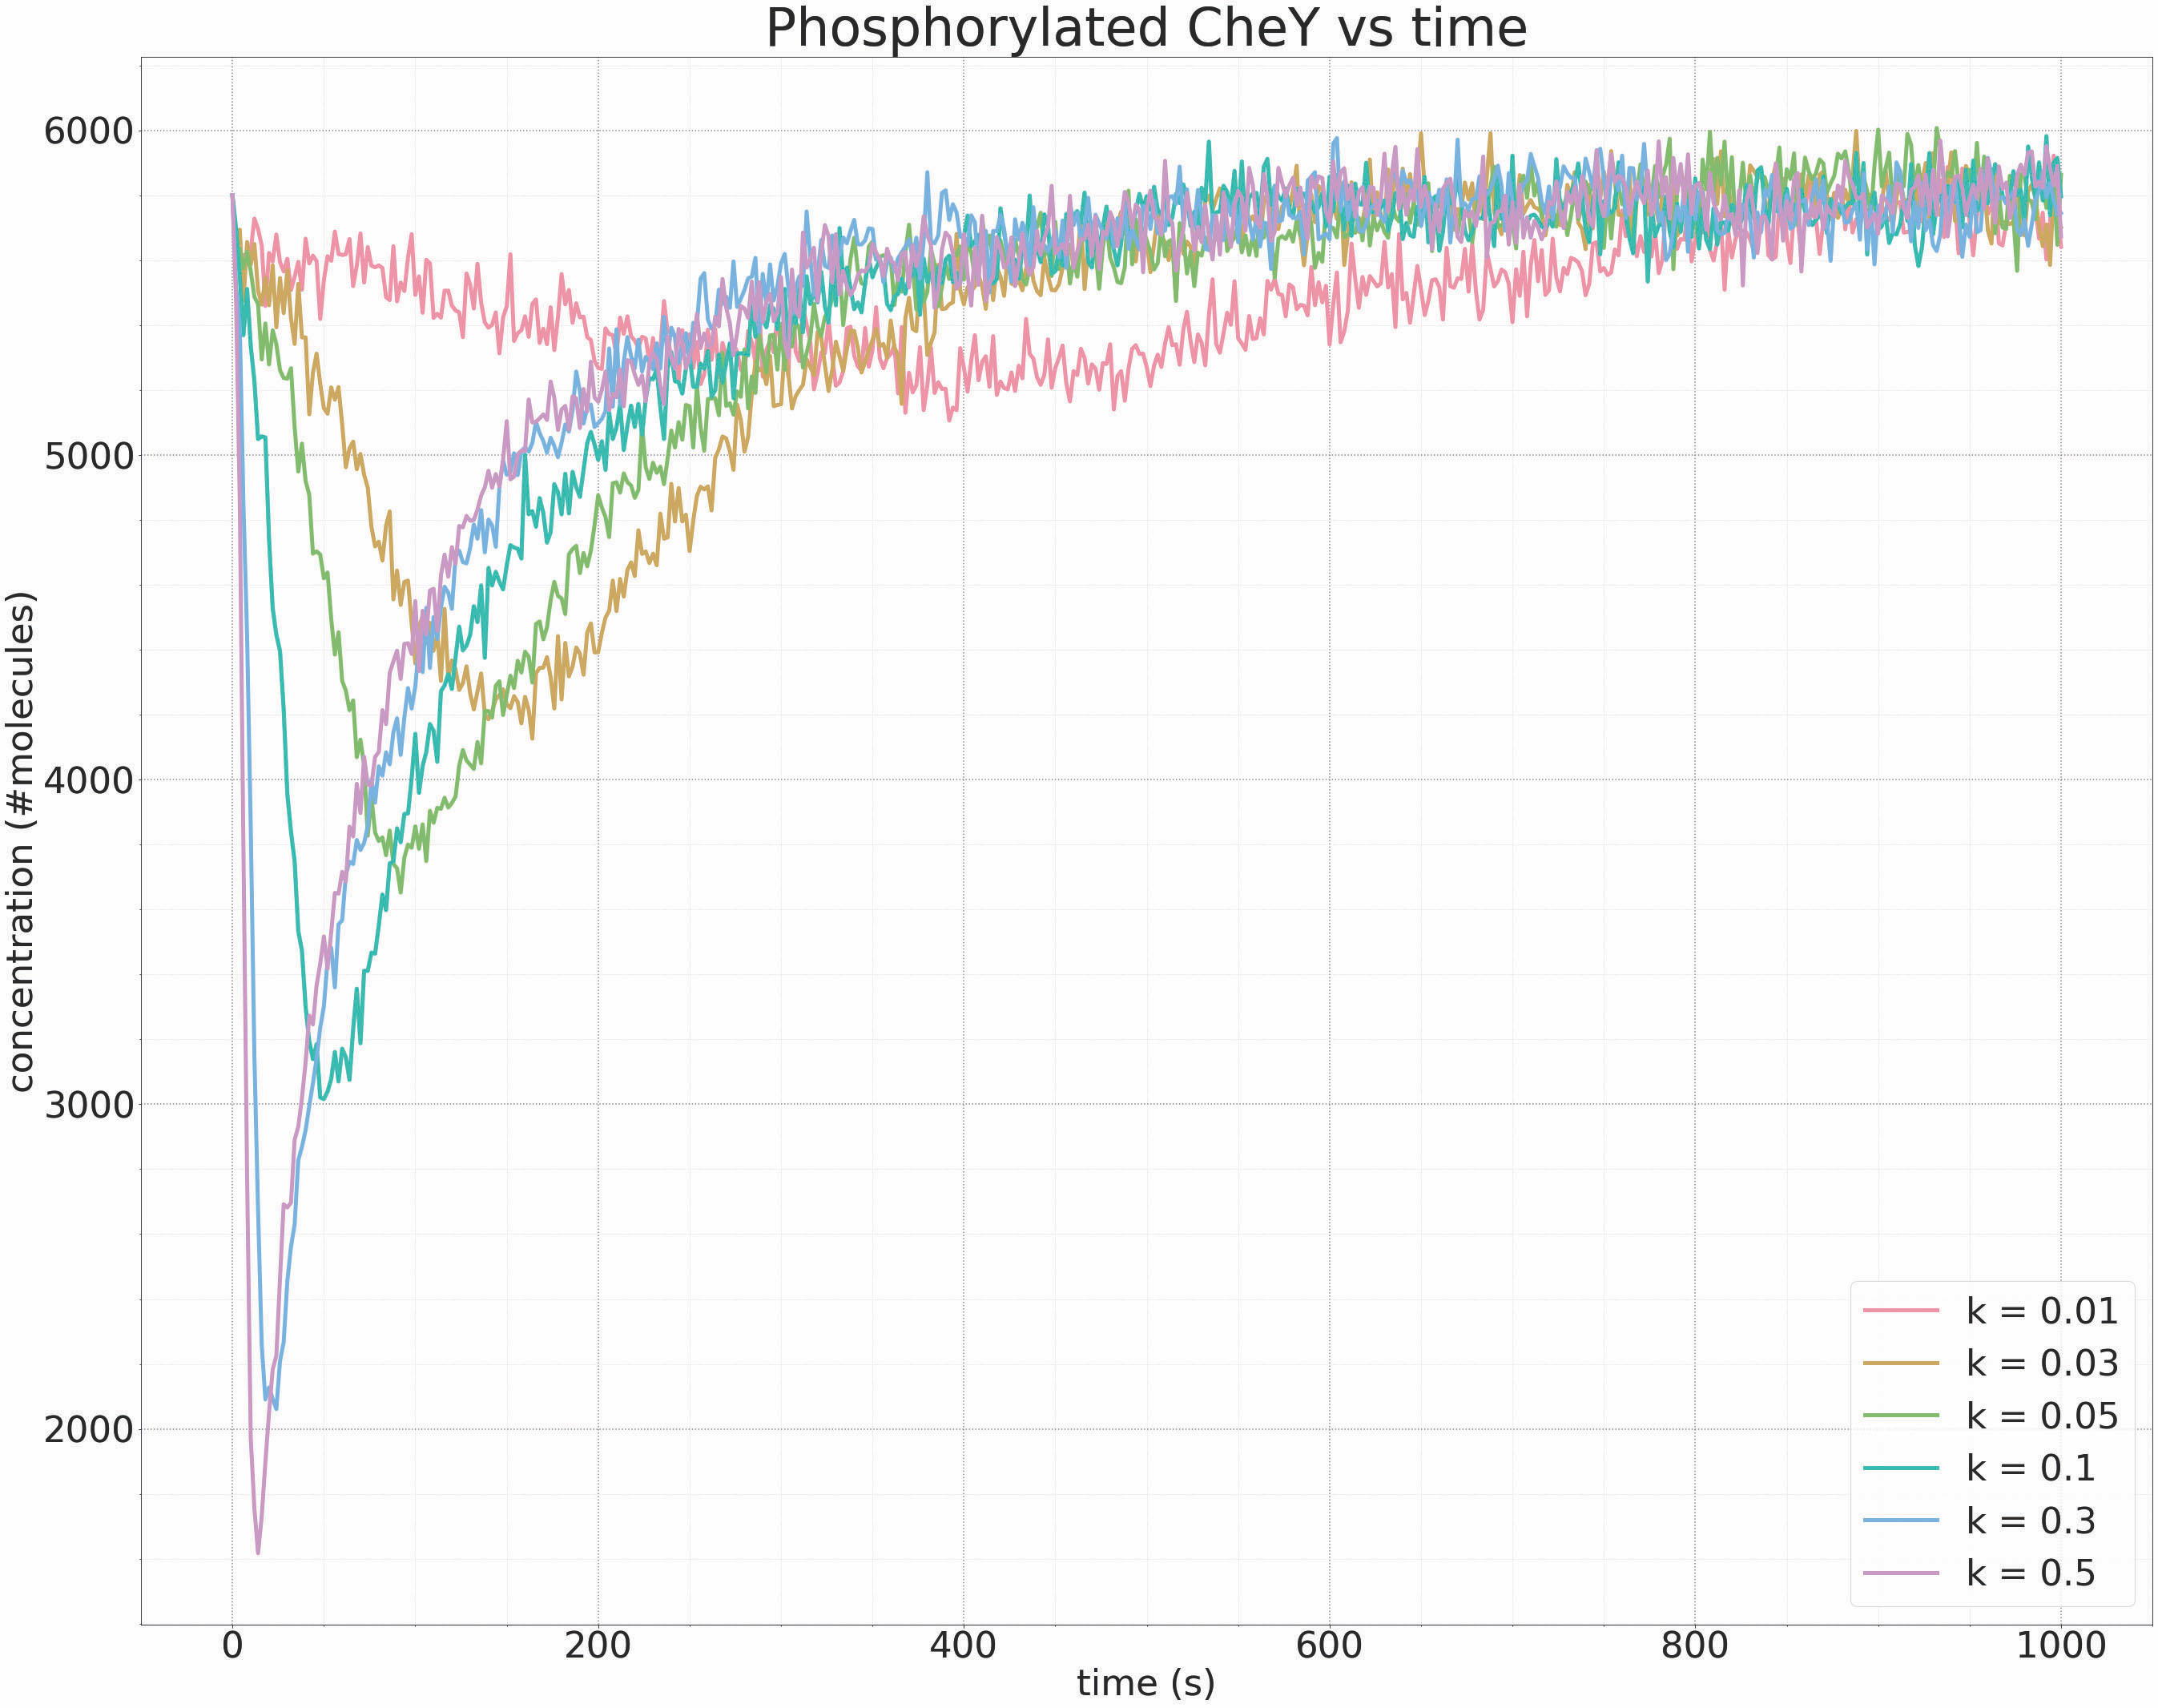 Phosphorylated CheY vs time
concentration (#molecules)
6000
5000
4000
3000
2000
0 200 400 600 800 1000
time (s)
k = 0.01
k = 0.03
k = 0.05
k = 0.1
k = 0.3
k = 0.5